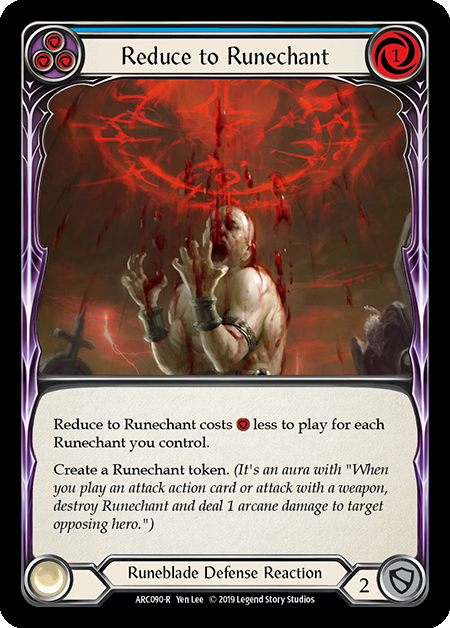 Reduce to Runechant
1
Reduce to Runechant costs less to play for each
Runechant you control.
Create a Runechant token. (It's an aura with "When
you play an attack action card or attack with a weapon,
destroy Runechant and deal 1 arcane damage to target
opposing hero.")
Runeblade Defense Reaction
2
ARC090-R Yen Lee © 2019 Legend Story Studios